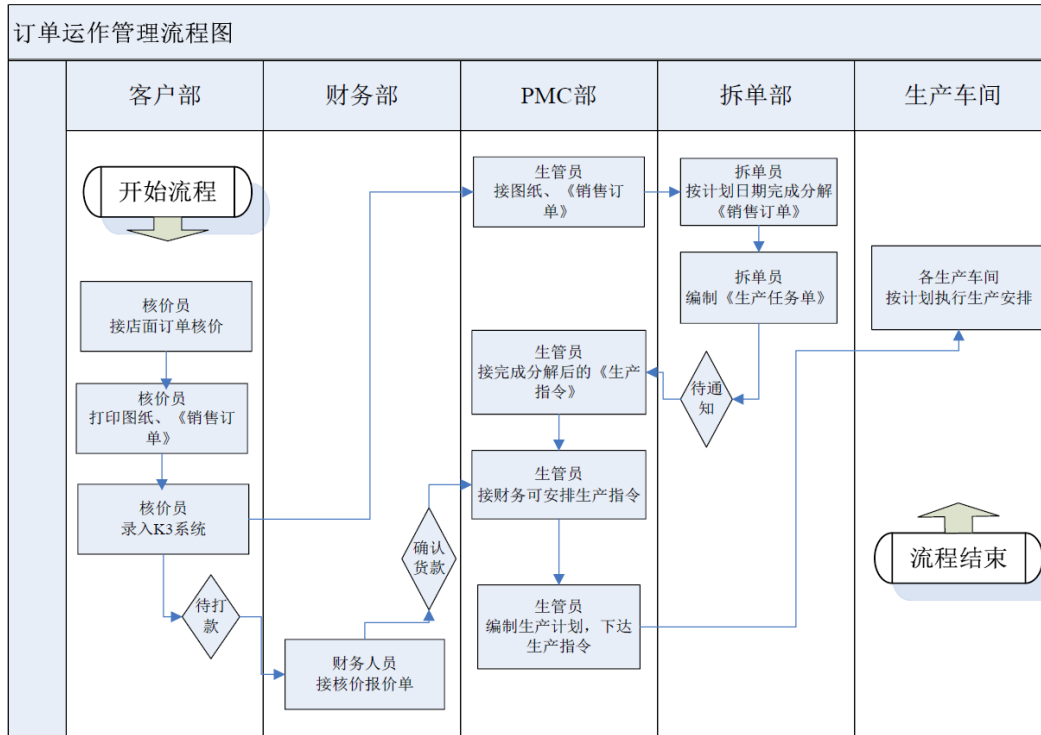 订单运作管理流程图
客户部
财务部
PMC部
拆单部
生产车间
开始流程
核价员
接店面订单核价
核价员
打印图纸、《销售订
单》
核价员
录入K3系统
待打
款
财务人员
接核价报价单
确认
货款
生管员
接图纸、《销售订
单》
生管员
接完成分解后的《生产
指令》
生管员
接财务可安排生产指令
生管员
编制生产计划，下达
生产指令
拆单员
按计划日期完成分解
《销售订单》
拆单员
编制《生产任务单》
待通
知
各生产车间
按计划执行生产安排
流程结束